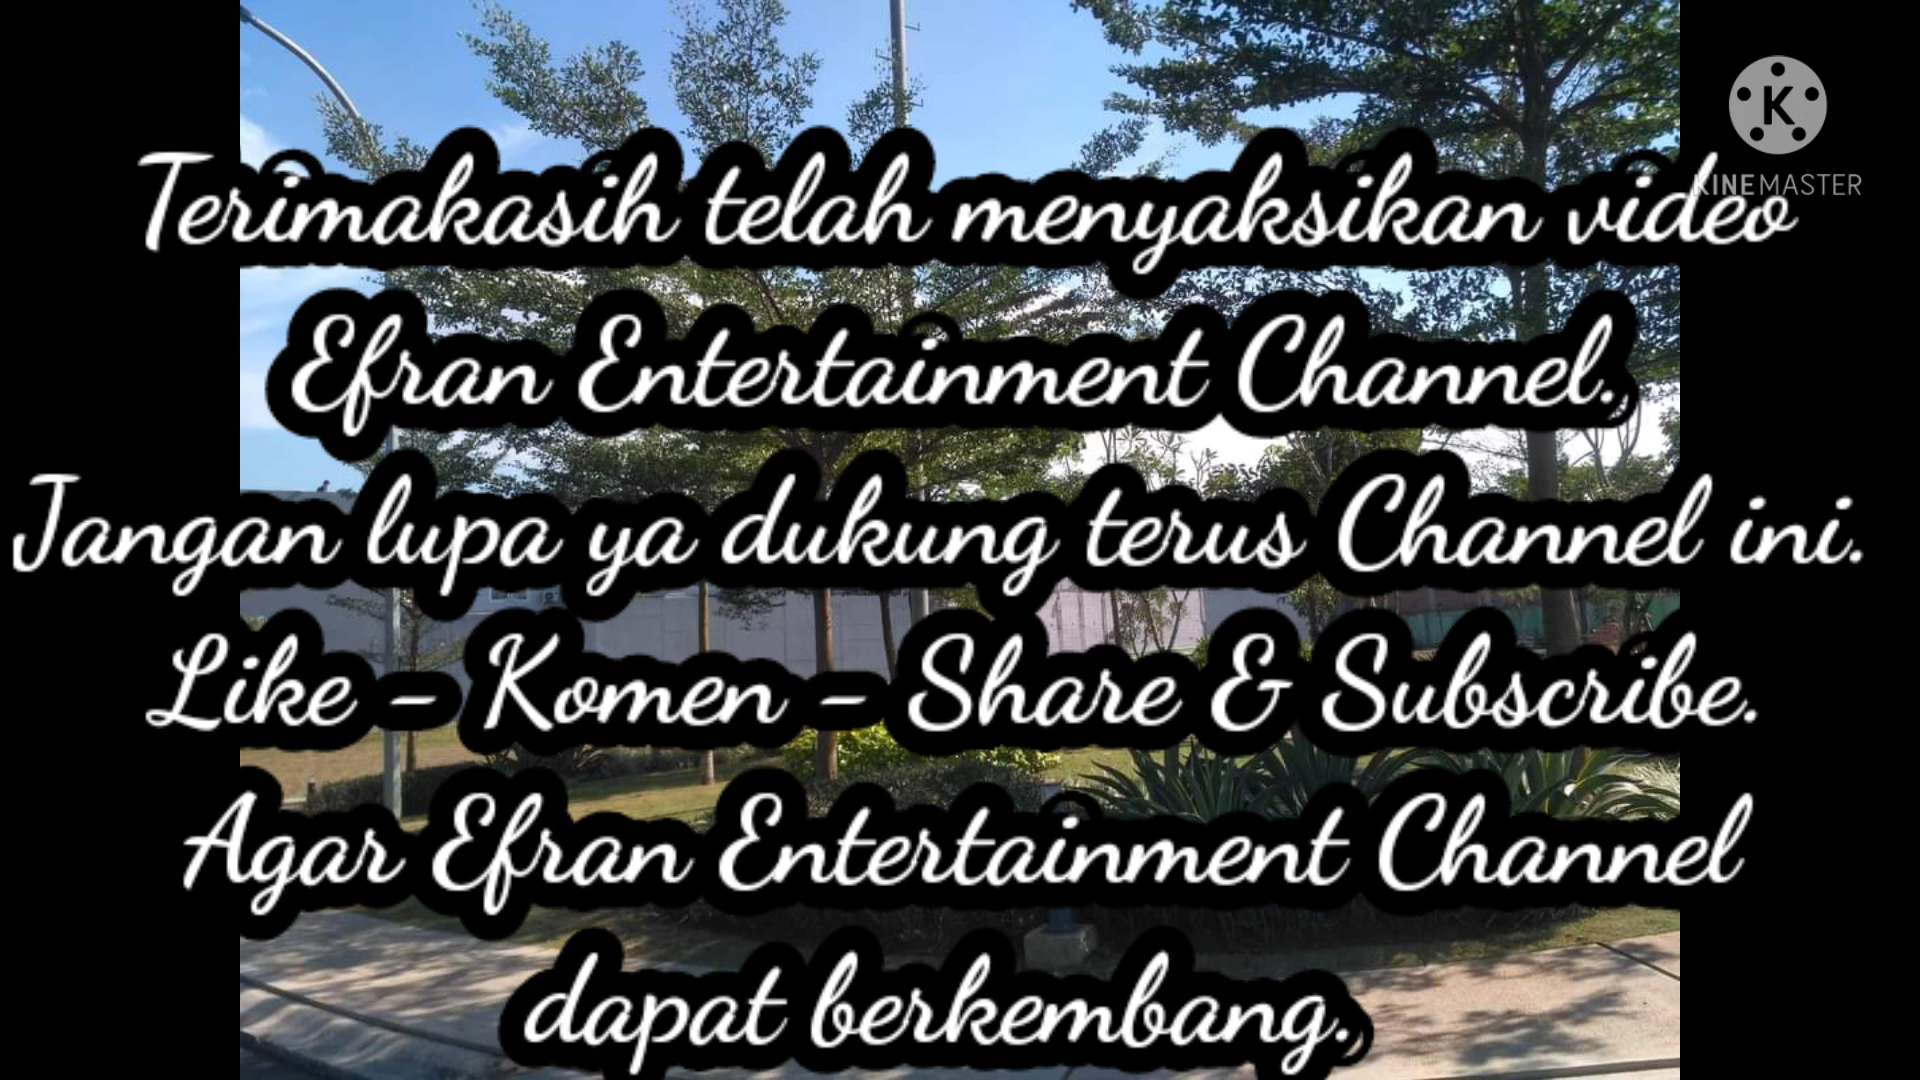 K
KINEMASTER
Terimakasih telah menyaksikan video
Efran Entertainment Channel.
Jangan lupa ya dukung terus Channel ini.
Like - Komen - Share & Subscribe.
Agar Efran Entertainment Channel
dapat berkembang.